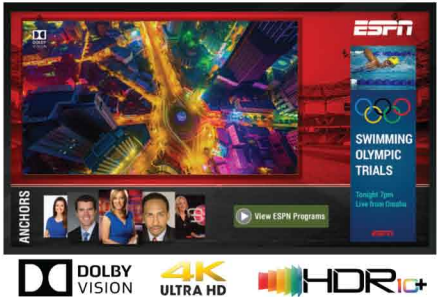 DOLBY
VISION
ESPN
SWIMMING
OLYMPIC
TRIALS
Tonight 7pm
Live from Omaha
ESPN
ANCHORS
View ESPN Programs
DOLBY
VISION
4K
ULTRA HD
HDR10+